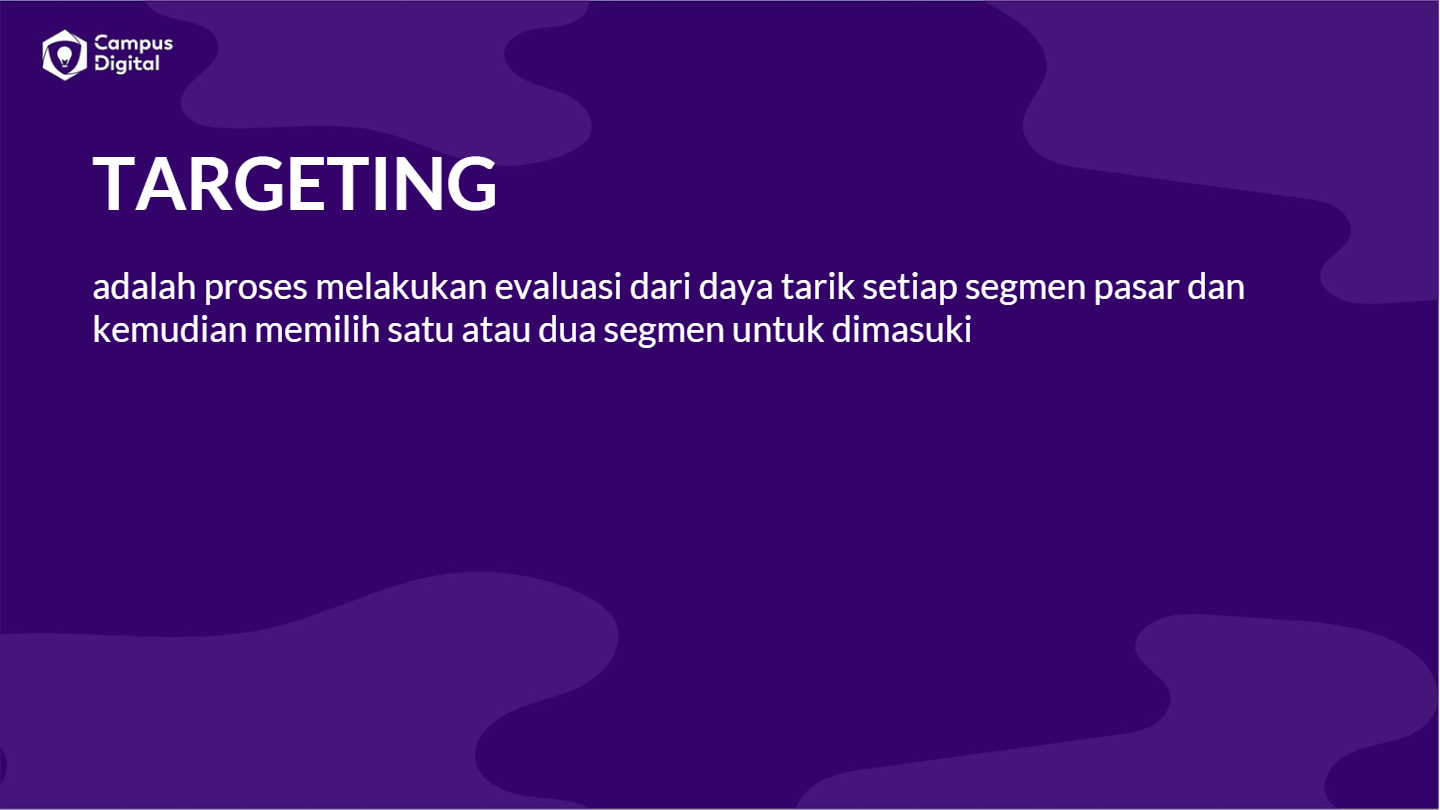 Campus
Digital
TARGETING
adalah proses melakukan evaluasi dari daya tarik setiap segmen pasar dan
kemudian memilih satu atau dua segmen untuk dimasuki